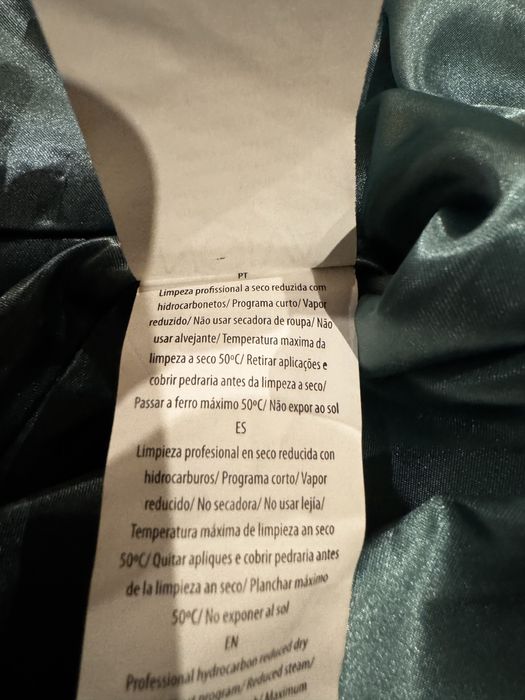 PT
Limpeza profissional a seco reduzida com
hidrocarbonetos/ Programa curto/ Vapor
reduzido/ Não usar secadora de roupa/ Não
usar alvejante/ Temperatura maxima da
limpeza a seco 50ºC/ Retirar aplicações e
cobrir pedraria antes da limpeza a seco/
Passar a ferro máximo 50ºC/ Não expor ao sol
ES
Limpieza profesional en seco reducida con
hidrocarburos/ Programa corto/ Vapor
reducido/ No secadora/ No usar lejía/
Temperatura máxima de limpieza an seco
50ºC/ Quitar apliques e cobrir pedraria antes
de la limpieza an seco/ Planchar máximo
50ºC/ No exponer al sol
EN
Professional hydrocarbon reduced dry
program/ Reduced steam/
Maximum